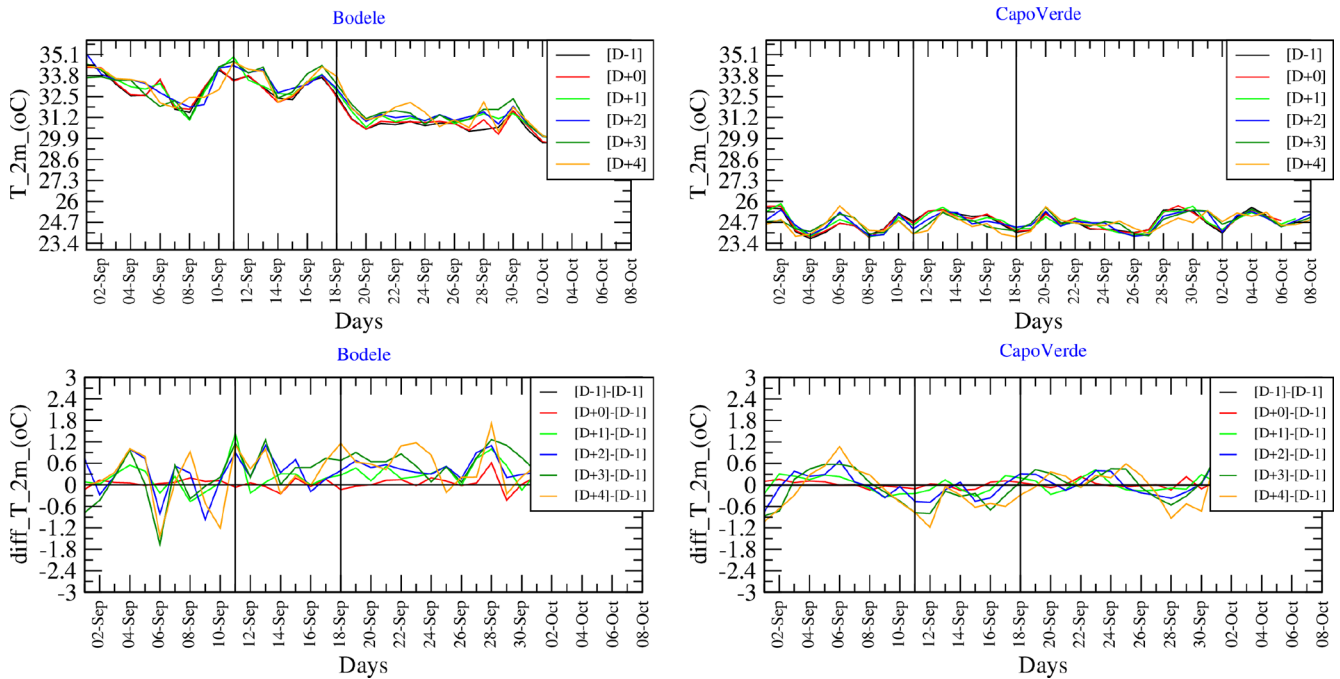 Bodele
T_2m_(oC)
35.1
33.8
32.5
31.2
29.9
28.6
27.3
26
24.7
23.4
[D-1]
[D+0]
[D+1]
[D+2]
[D+3]
[D+4]
02-Sep
04-Sep
06-Sep
08-Sep
10-Sep
12-Sep
14-Sep
16-Sep
18-Sep
20-Sep
22-Sep
24-Sep
26-Sep
28-Sep
30-Sep
02-Oct
04-Oct
06-Oct
08-Oct
Days
CapoVerde
T_2m_(oC)
35.1
33.8
32.5
31.2
29.9
28.6
27.3
26
24.7
23.4
[D-1]
[D+0]
[D+1]
[D+2]
[D+3]
[D+4]
02-Sep
04-Sep
06-Sep
08-Sep
10-Sep
12-Sep
14-Sep
16-Sep
18-Sep
20-Sep
22-Sep
24-Sep
26-Sep
28-Sep
30-Sep
02-Oct
04-Oct
06-Oct
08-Oct
Days
Bodele
diff_T_2m_(oC)
3
2.4
1.8
1.2
0.6
0
-0.6
-1.2
-1.8
-2.4
-3
[D-1]-[D-1]
[D+0]-[D-1]
[D+1]-[D-1]
[D+2]-[D-1]
[D+3]-[D-1]
[D+4]-[D-1]
02-Sep
04-Sep
06-Sep
08-Sep
10-Sep
12-Sep
14-Sep
16-Sep
18-Sep
20-Sep
22-Sep
24-Sep
26-Sep
28-Sep
30-Sep
02-Oct
04-Oct
06-Oct
08-Oct
Days
CapoVerde
diff_T_2m_(oC)
3
2.4
1.8
1.2
0.6
0
-0.6
-1.2
-1.8
-2.4
-3
[D-1]-[D-1]
[D+0]-[D-1]
[D+1]-[D-1]
[D+2]-[D-1]
[D+3]-[D-1]
[D+4]-[D-1]
02-Sep
04-Sep
06-Sep
08-Sep
10-Sep
12-Sep
14-Sep
16-Sep
18-Sep
20-Sep
22-Sep
24-Sep
26-Sep
28-Sep
30-Sep
02-Oct
04-Oct
06-Oct
08-Oct
Days